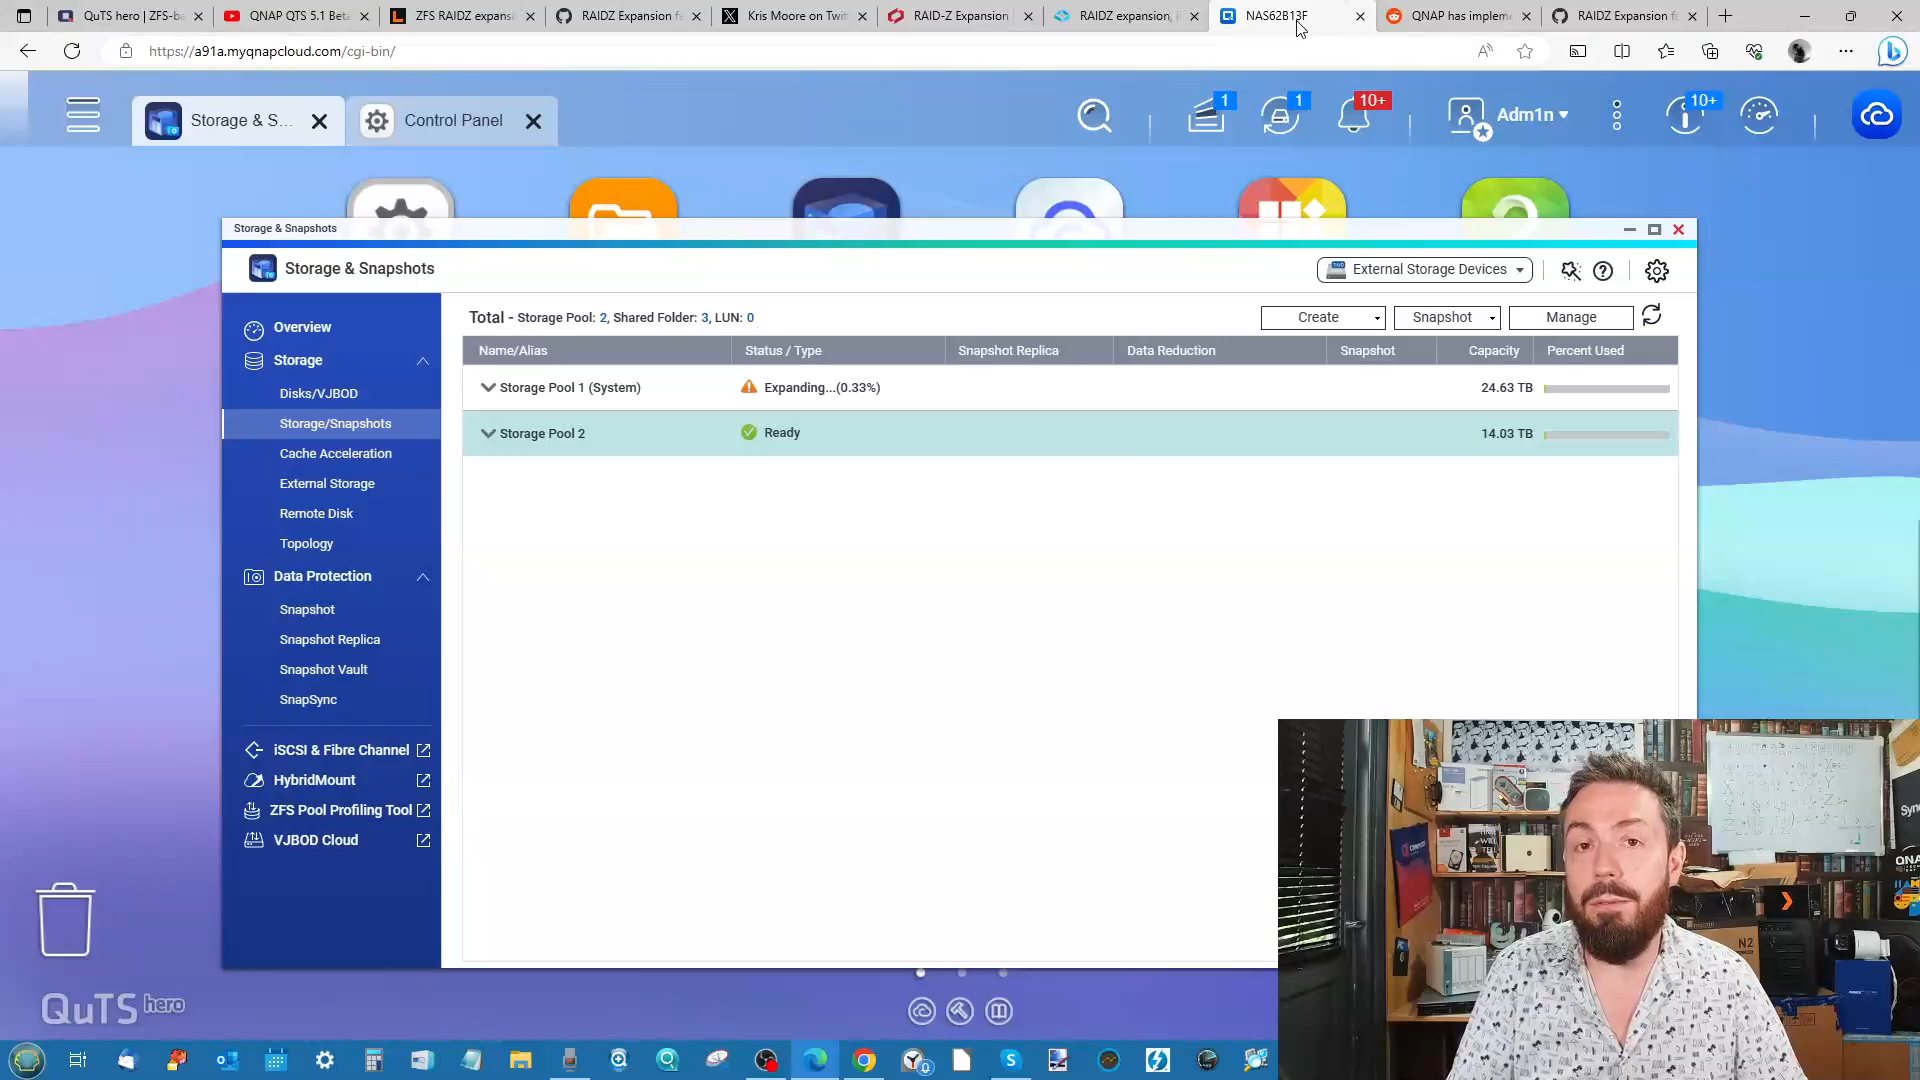 QuTS hero | ZFS-ba
QNAP QTS 5.1 Beta
ZFS RAIDZ expansi
RAIDZ Expansion f
Kris Moore on Twit
RAID-Z Expansion
RAIDZ expansion, i
NAS62B13F
QNAP has impleme
RAIDZ Expansion fo
https://a91a.myqnapcloud.com/cgi-bin/
Storage & S...
Control Panel
1
1
10+
Adm1n
10+
Storage & Snapshots
Storage & Snapshots
External Storage Devices
Overview
Storage
Disks/VJBOD
Storage/Snapshots
Cache Acceleration
External Storage
Remote Disk
Topology
Data Protection
Snapshot
Snapshot Replica
Snapshot Vault
SnapSync
iSCSI & Fibre Channel
HybridMount
ZFS Pool Profiling Tool
VJBOD Cloud
Total - Storage Pool: 2, Shared Folder: 3, LUN: 0
Create
Snapshot
Manage
Name/Alias Status / Type Snapshot Replica Data Reduction Snapshot Capacity Percent Used
Storage Pool 1 (System) Expanding...(0.33%) 24.63 TB
Storage Pool 2 Ready 14.03 TB
QuTS hero
N2